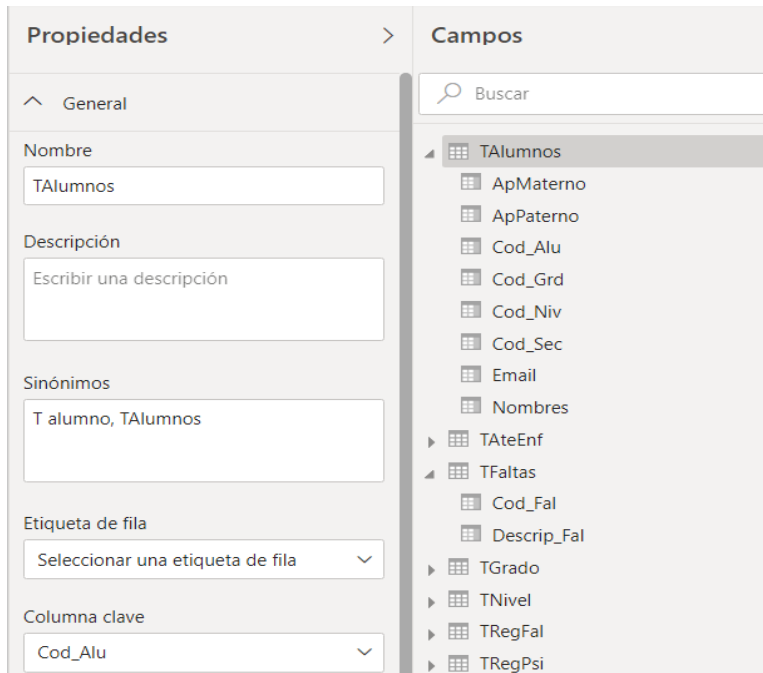 Propiedades
General
Nombre
TAlumnos
Descripción
Escribir una descripción
Sinónimos
T alumno, TAlumnos
Etiqueta de fila
Seleccionar una etiqueta de fila
Columna clave
Cod_Alu
Campos
Buscar
TAlumnos
ApMaterno
ApPaterno
Cod_Alu
Cod_Grd
Cod_Niv
Cod_Sec
Email
Nombres
TAteEnf
TFaltas
Cod_Fal
Descrip_Fal
TGrado
TNivel
TRegFal
TRegPsi